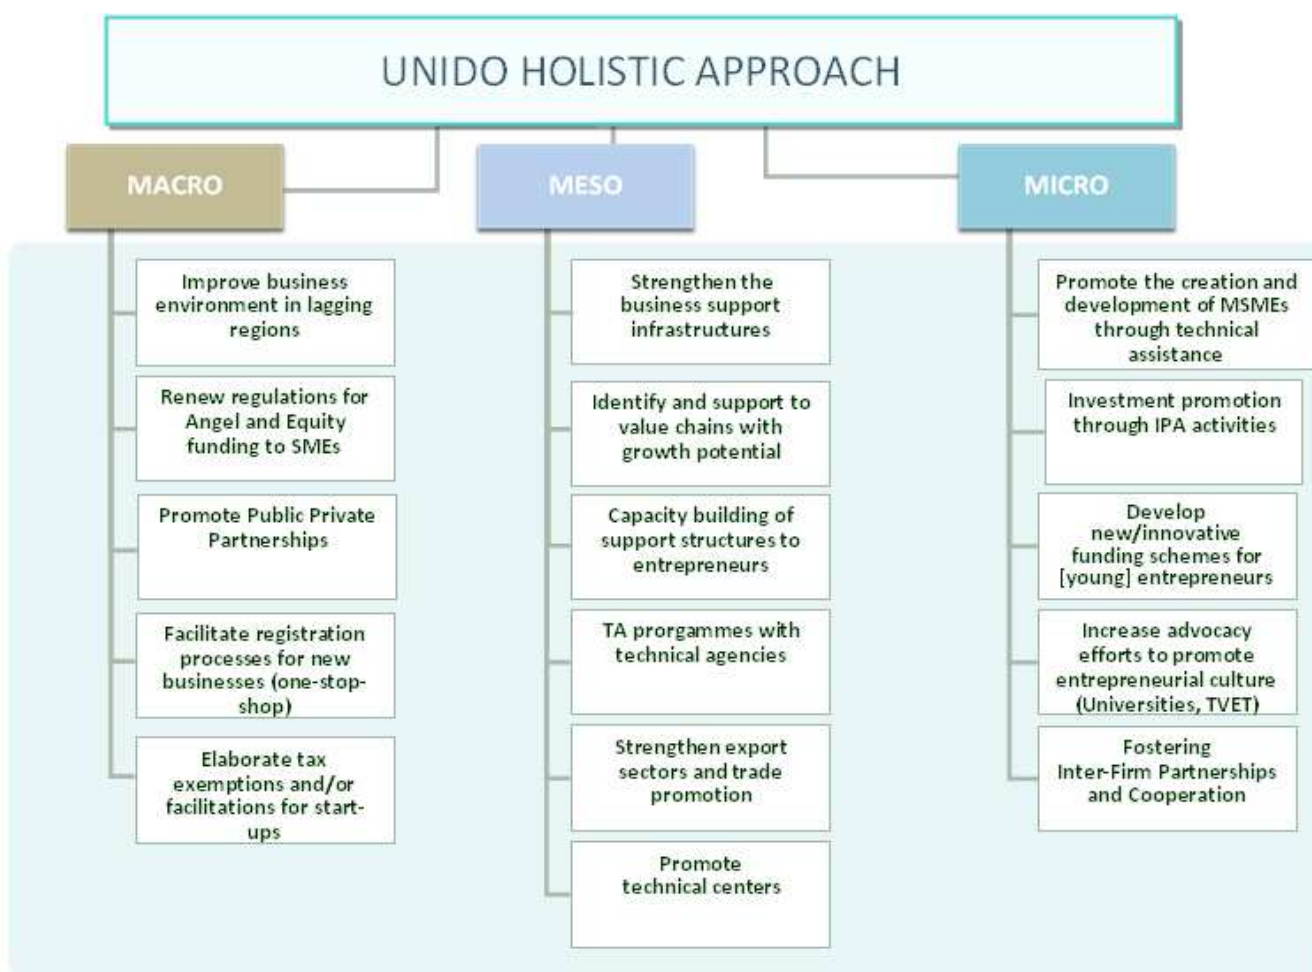 UNIDO HOLISTIC APPROACH
MACRO
Improve business
environment in lagging
regions
Renew regulations for
Angel and Equity
funding to SMEs
Promote Public Private
Partnerships
Facilitate registration
processes for new
businesses (one-stop-
shop)
Elaborate tax
exemptions and/or
facilitations for start-
ups
MESO
Strengthen the
business support
infrastructures
Identify and support to
value chains with
growth potential
Capacity building of
support structures to
entrepreneurs
TA prorgammes with
technical agencies
Strengthen export
sectors and trade
promotion
Promote
technical centers
MICRO
Promote the creation and
development of MSMEs
through technical
assistance
Investment promotion
through IPA activities
Develop
new/innovative
funding schemes for
[young] entrepreneurs
Increase advocacy
efforts to promote
entrepreneurial culture
(Universities, TVET)
Fostering
Inter-Firm Partnerships
and Cooperation